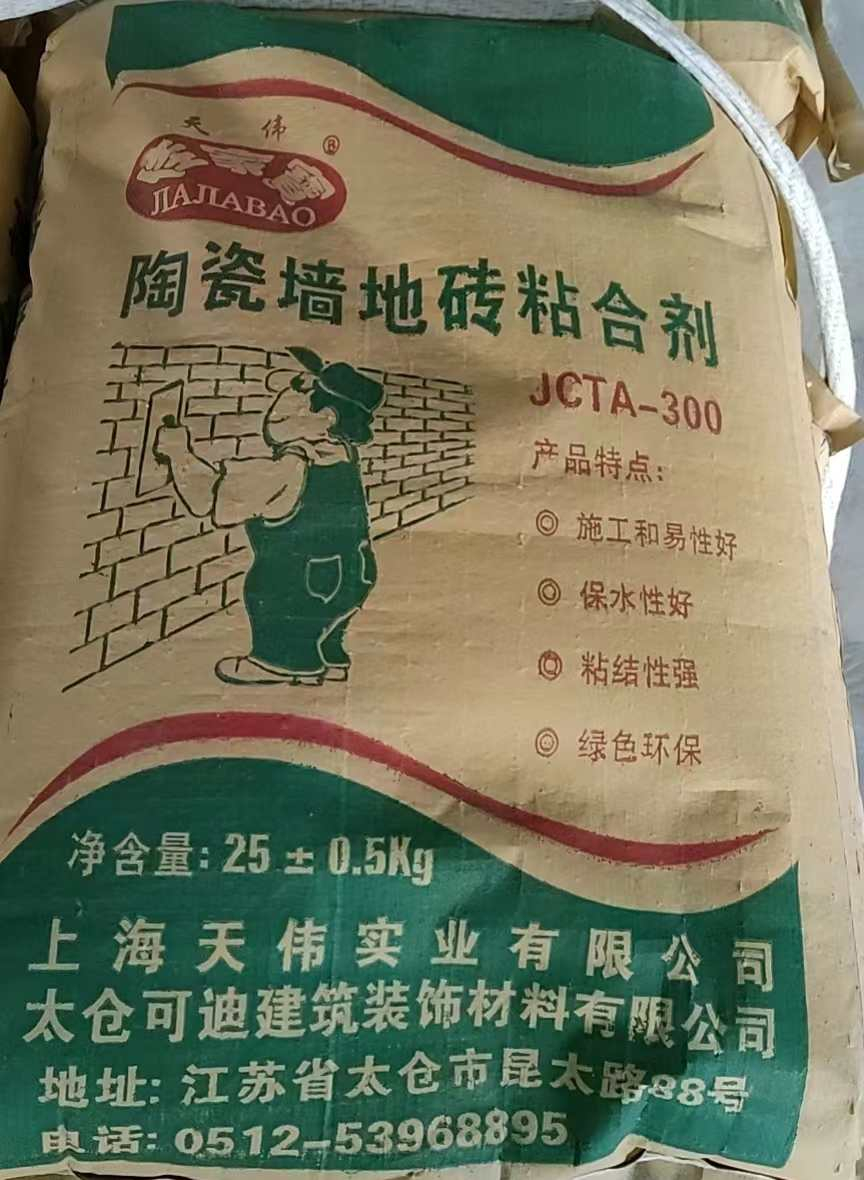 天 伟
®
家寶
JIAJIABAO
陶瓷墙地砖粘合剂
JCTA-300
产品特点:
◎ 施工和易性好
◎ 保水性好
◎ 粘结性强
◎ 绿色环保
净含量: 25 ± 0.5Kg
上海天伟实业有限公司
太仓可迪建筑装饰材料有限公司
地址: 江苏省太仓市昆太路88号
电话: 0512-53968895